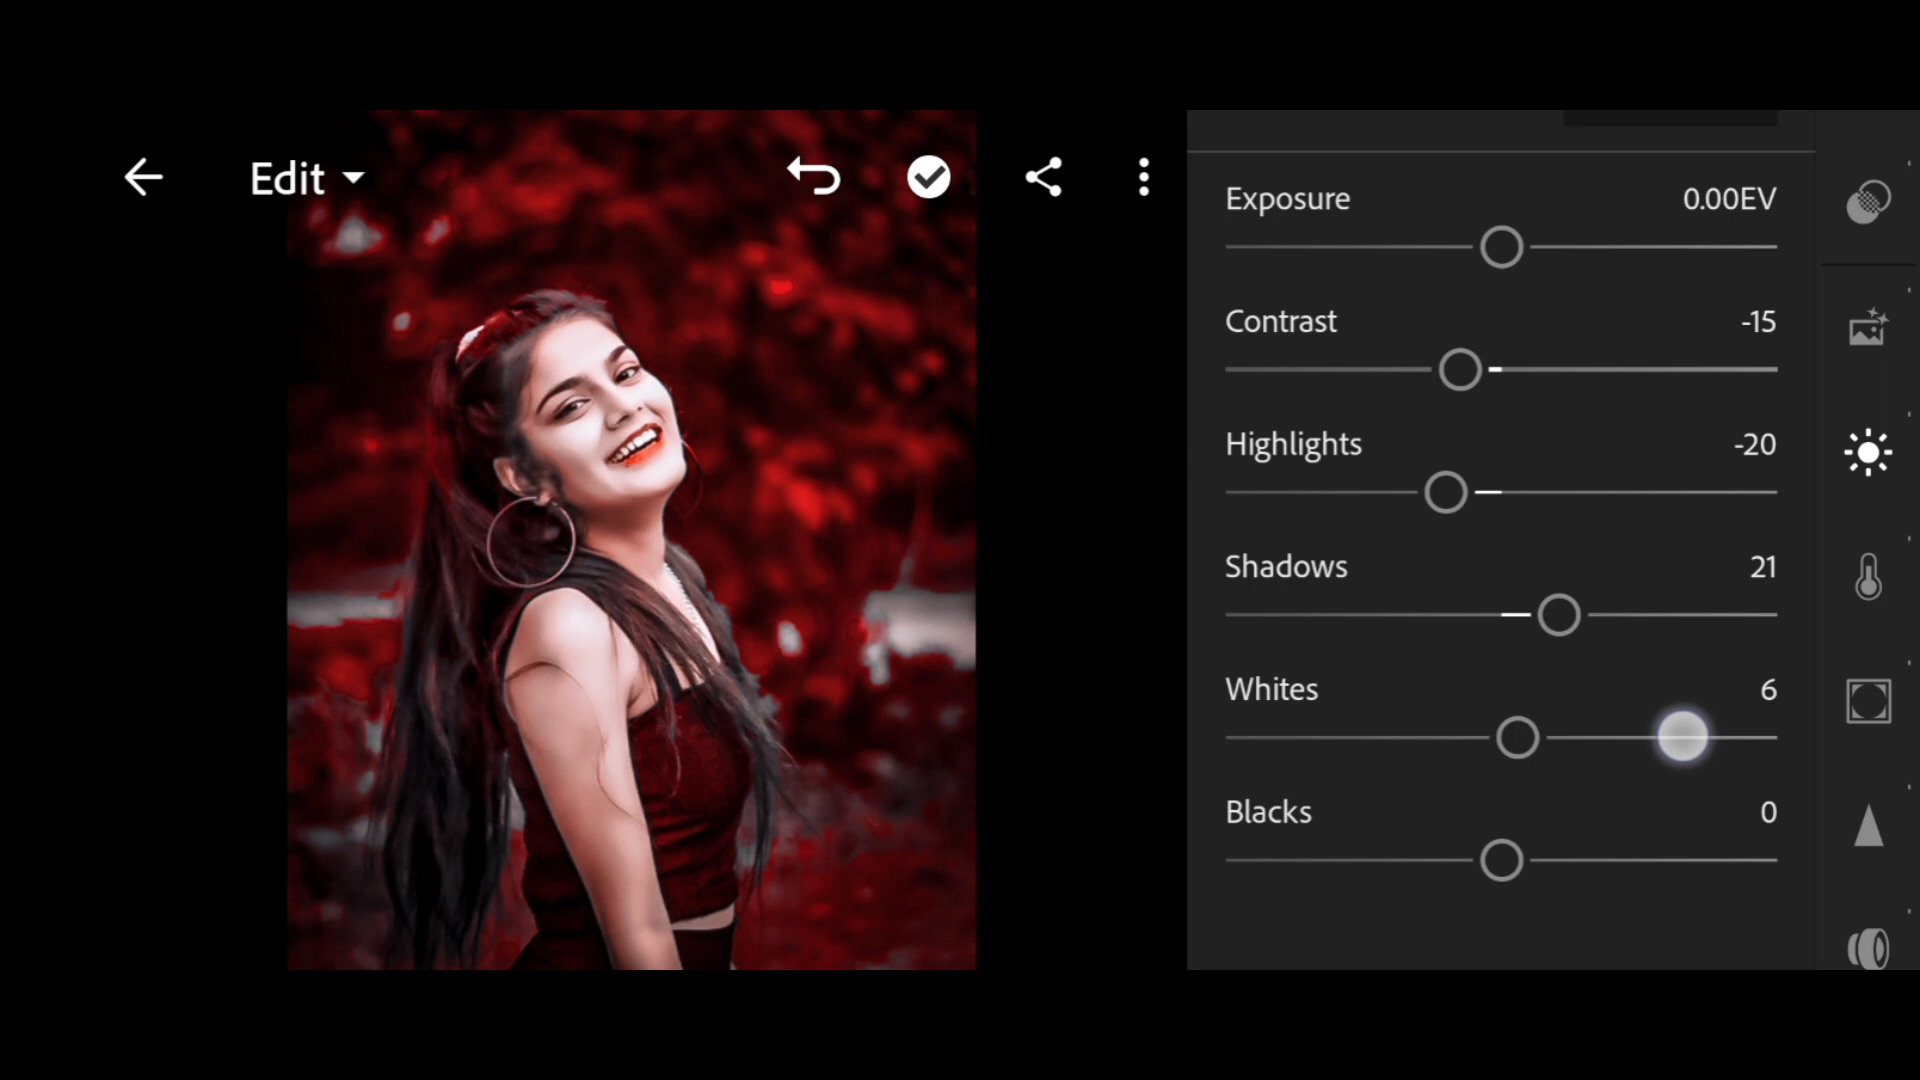 Edit
Exposure 0.00EV
Contrast -15
Highlights -20
Shadows 21
Whites 6
Blacks 0